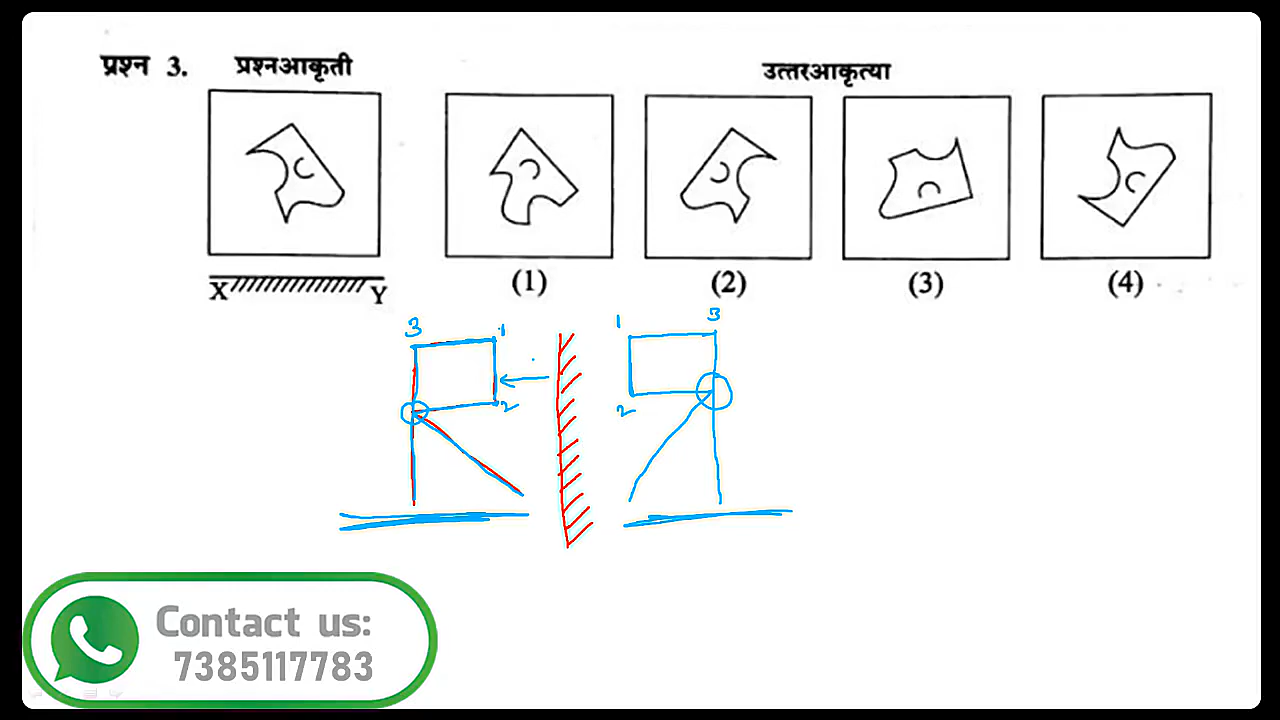 प्रश्न 3. प्रश्नआकृती उत्तरआकृत्या
X Y (1) (2) (3) (4)
3 1 1 3
2 2
Contact us:
7385117783